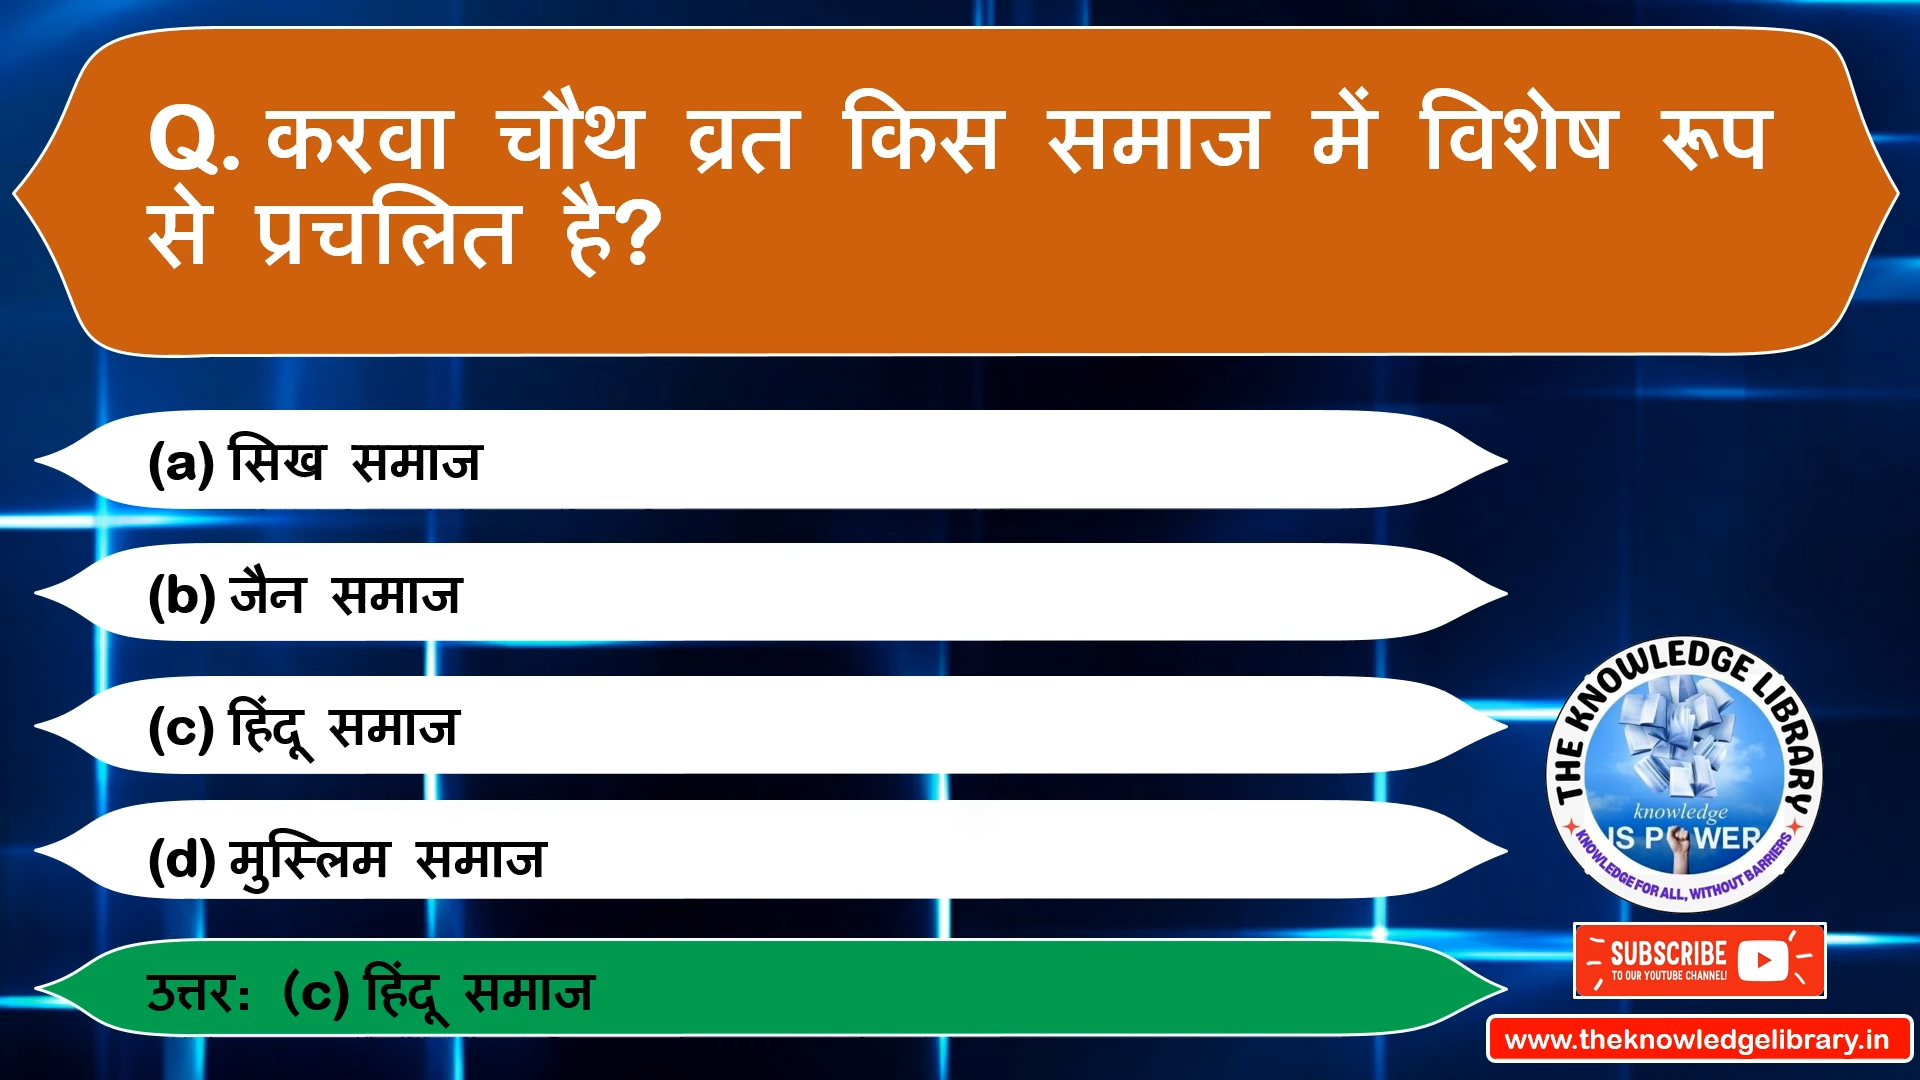 Q. करवा चौथ व्रत किस समाज में विशेष रूप
से प्रचलित है?
(a) सिख समाज
(b) जैन समाज
(c) हिंदू समाज
(d) मुस्लिम समाज
उत्तर: (c) हिंदू समाज
THE KNOWLEDGE LIBRARY
knowledge
IS POWER
KNOWLEDGE FOR ALL, WITHOUT BARRIERS
SUBSCRIBE
TO OUR YOUTUBE CHANNEL!
www.theknowledgelibrary.in